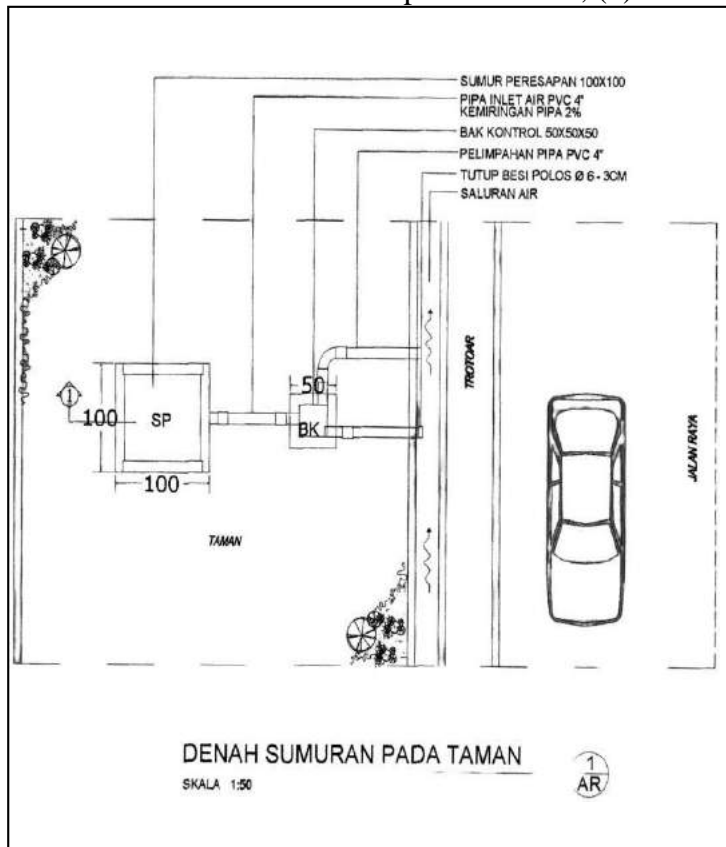 SUMUR PERESAPAN 100X100
PIPA INLET AIR PVC 4"
KEMIRINGAN PIPA 2%
BAK KONTROL 50X50X50
PELIMPAHAN PIPA PVC 4"
TUTUP BESI POLOS Ø 6 - 3CM
SALURAN AIR
TROTOAR
JALAN RAYA
1
100
SP
50
BK
100
TAMAN
DENAH SUMURAN PADA TAMAN
SKALA 1:50
1
AR